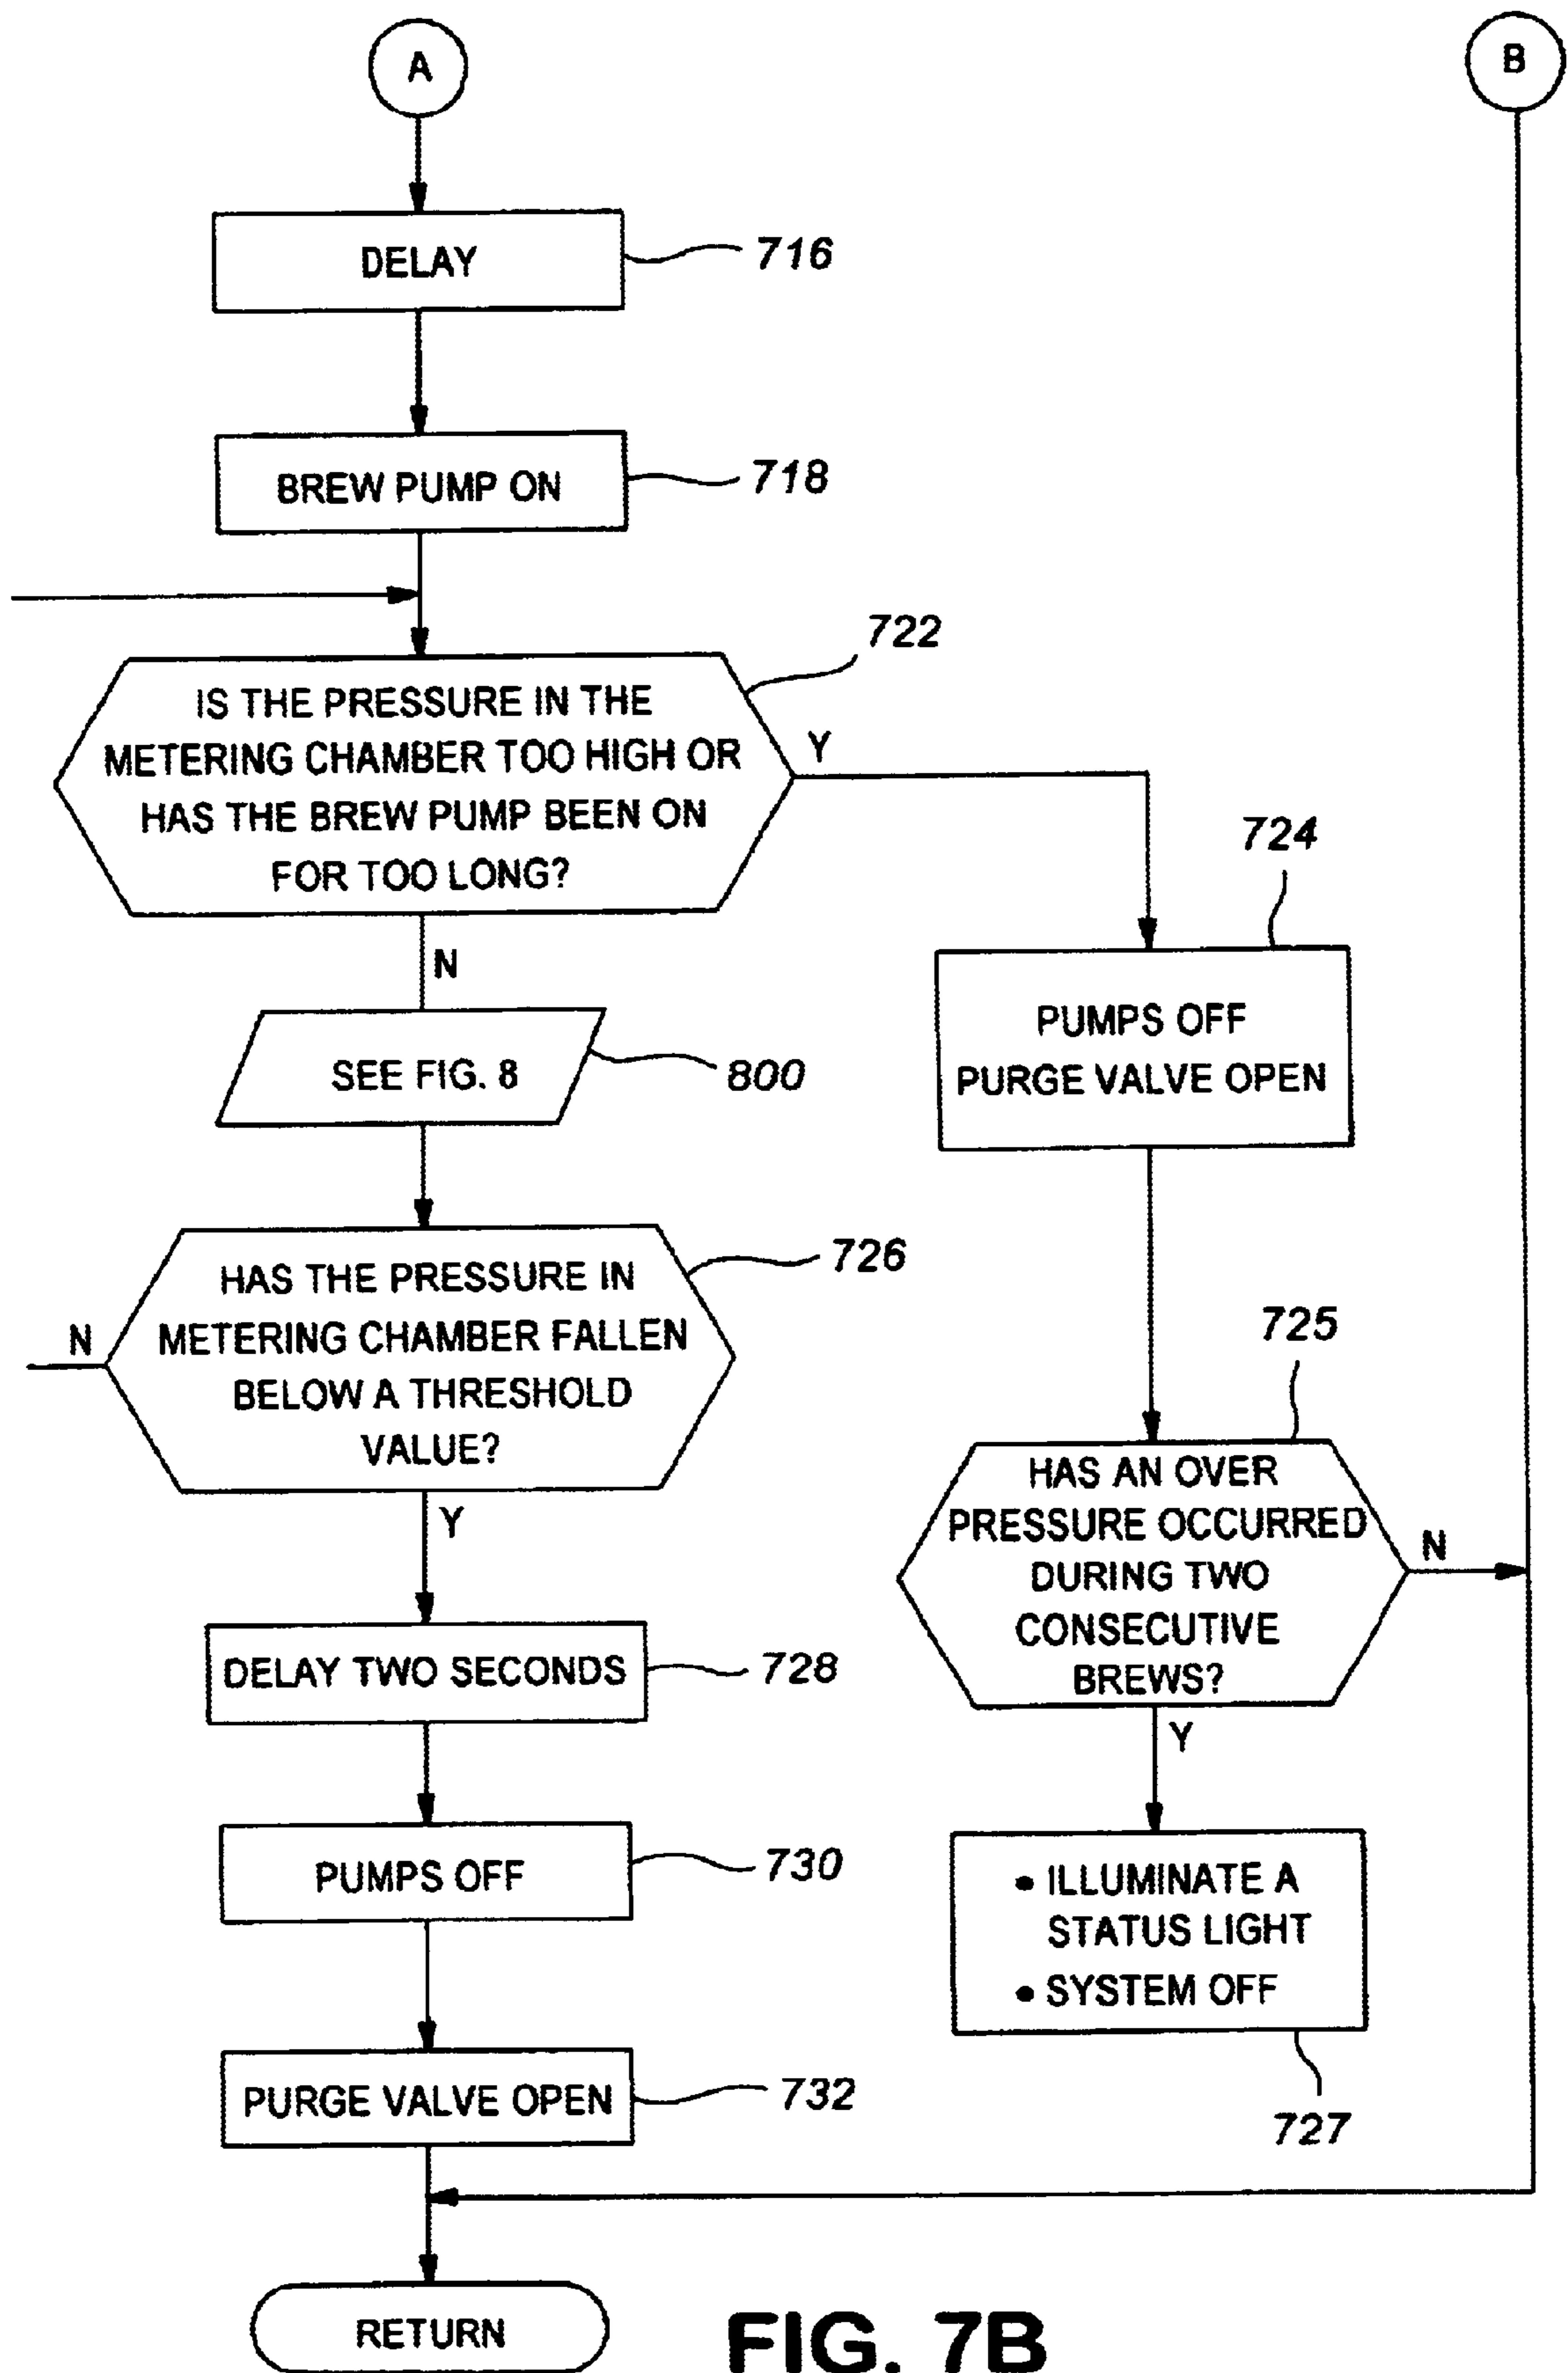 A
B
DELAY
716
BREW PUMP ON
718
722
IS THE PRESSURE IN THE
METERING CHAMBER TOO HIGH OR
HAS THE BREW PUMP BEEN ON
FOR TOO LONG?
Y
N
724
PUMPS OFF
PURGE VALVE OPEN
SEE FIG. 8
800
726
HAS THE PRESSURE IN
METERING CHAMBER FALLEN
BELOW A THRESHOLD
VALUE?
N
Y
725
HAS AN OVER
PRESSURE OCCURRED
DURING TWO
CONSECUTIVE
BREWS?
N
Y
DELAY TWO SECONDS
728
PUMPS OFF
730
• ILLUMINATE A
STATUS LIGHT
• SYSTEM OFF
727
PURGE VALVE OPEN
732
RETURN
FIG. 7B